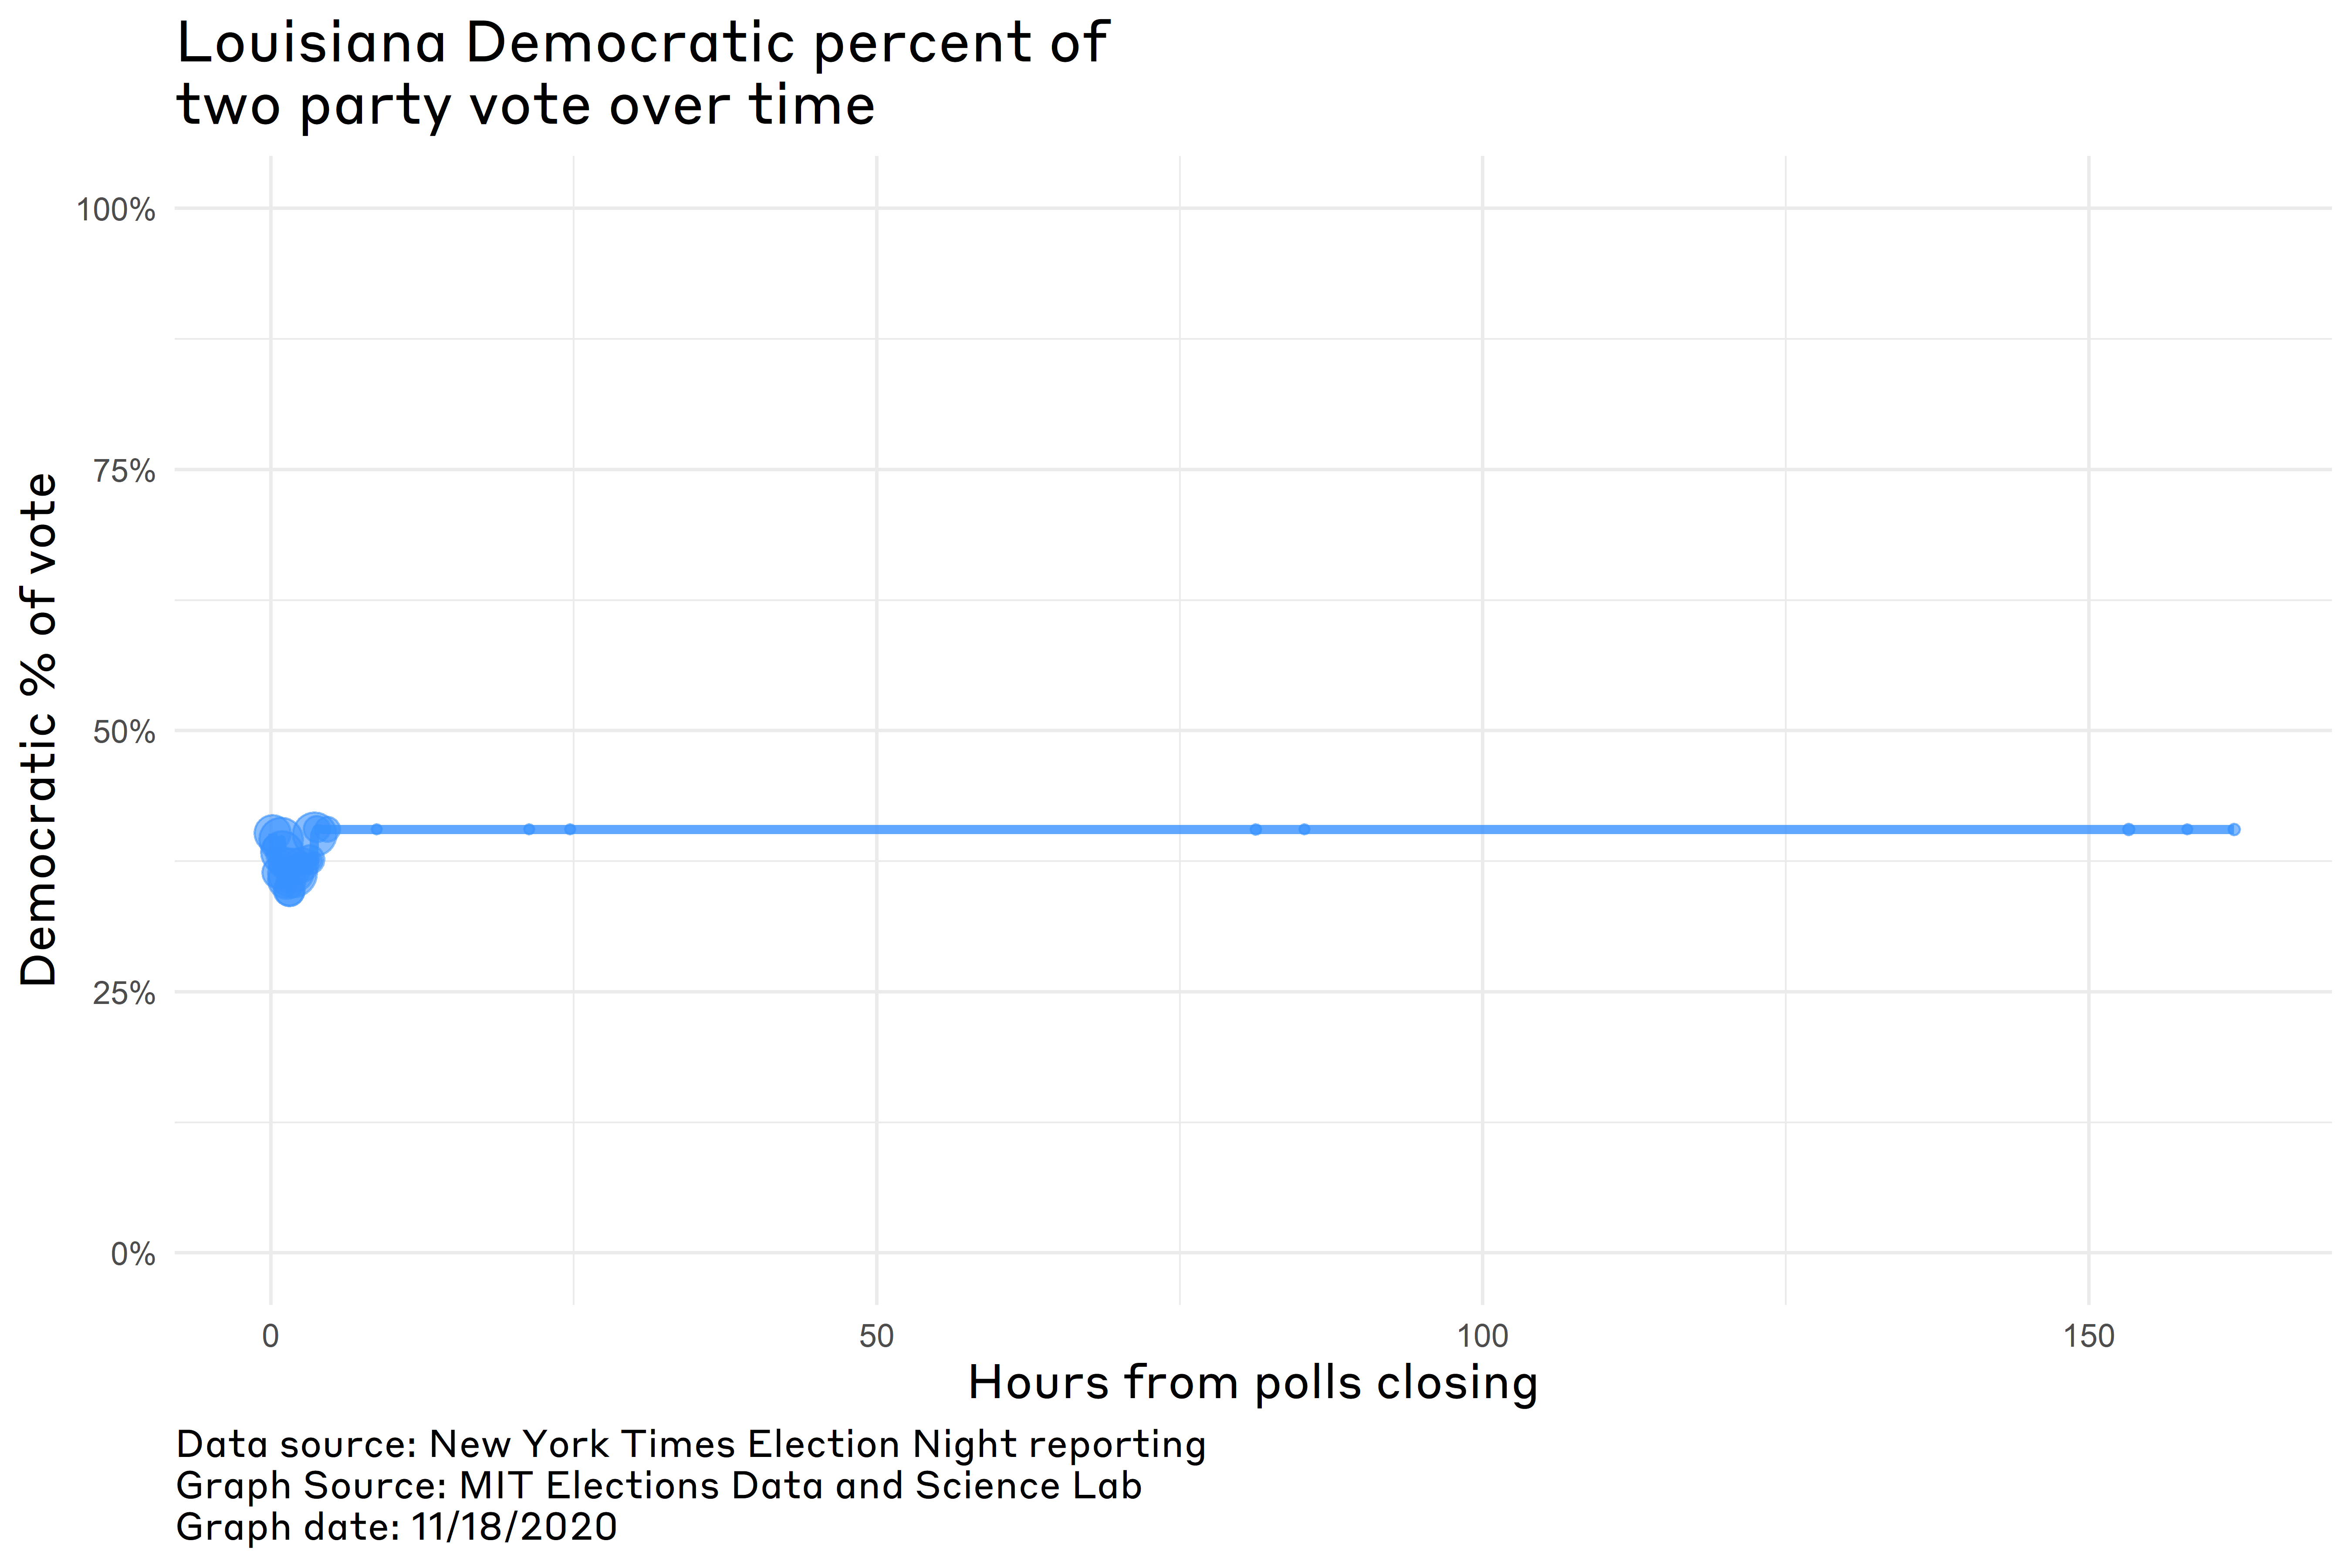 Louisiana Democratic percent of
two party vote over time
Democratic % of vote
100%
75%
50%
25%
0%
0
50
100
150
Hours from polls closing
Data source: New York Times Election Night reporting
Graph Source: MIT Elections Data and Science Lab
Graph date: 11/18/2020